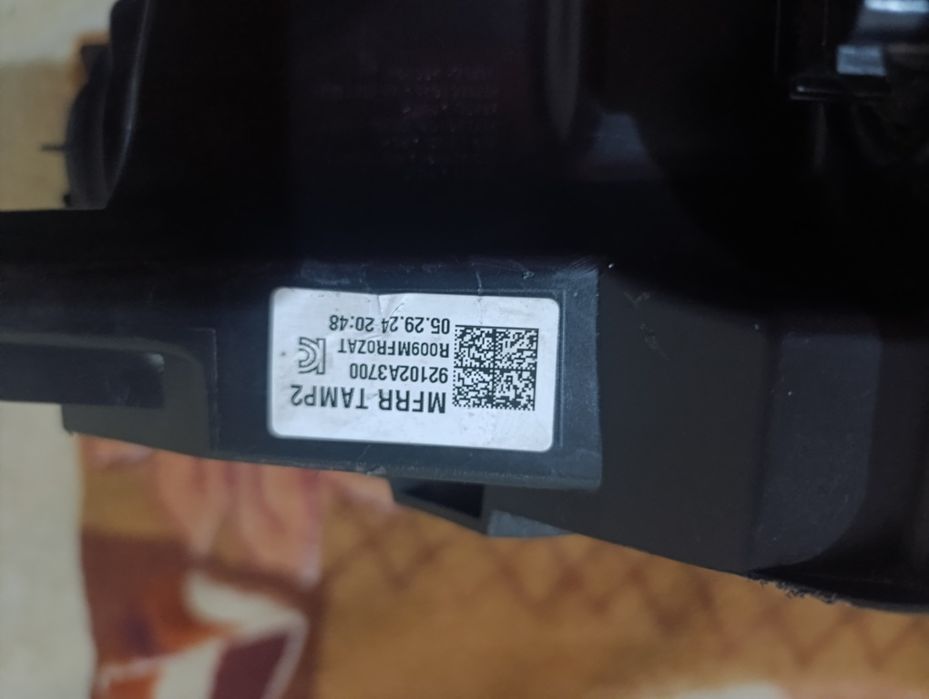 MFRR TAMP2
92102A3700
R009MFR0ZAT
05.29.24 20:48